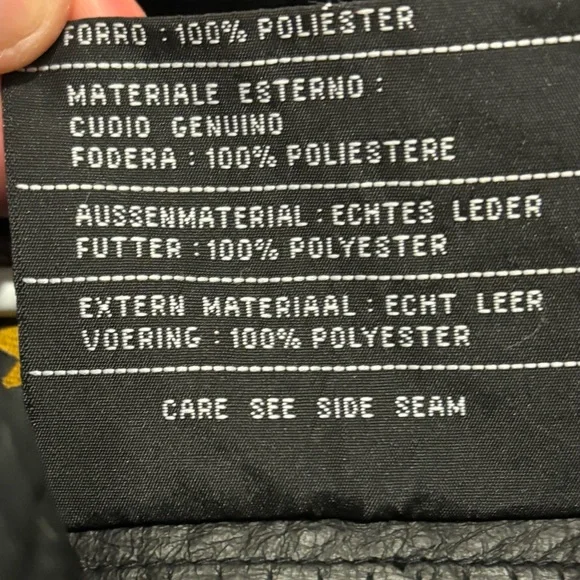 FORRO : 100% POLIÉSTER
MATERIALE ESTERNO :
CUOIO GENUINO
FODERA : 100% POLIESTERE
AUSSENMATERIAL : ECHTES LEDER
FUTTER : 100% POLYESTER
EXTERN MATERIAAL : ECHT LEER
VOERING : 100% POLYESTER
CARE SEE SIDE SEAM